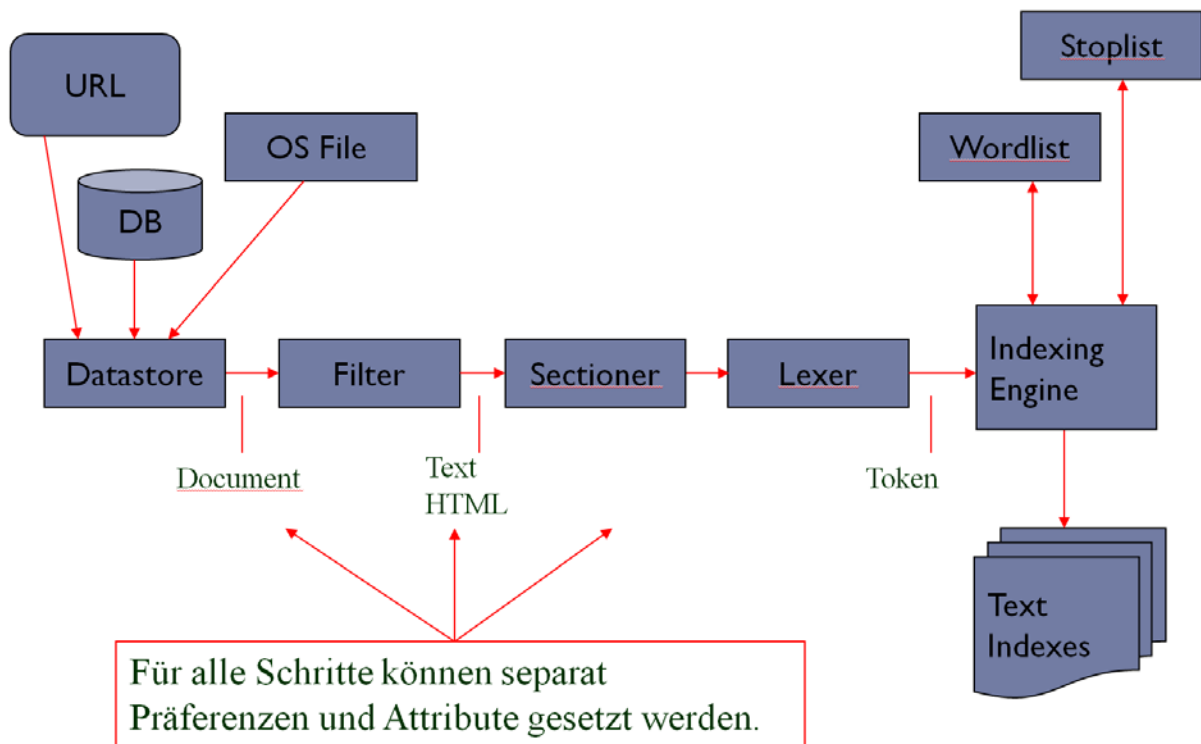 Stoplist
URL
OS File
Wordlist
DB
Datastore
Filter
Sectioner
Lexer
Indexing
Engine
Document
Text
HTML
Token
Text
Indexes
Für alle Schritte können separat
Präferenzen und Attribute gesetzt werden.